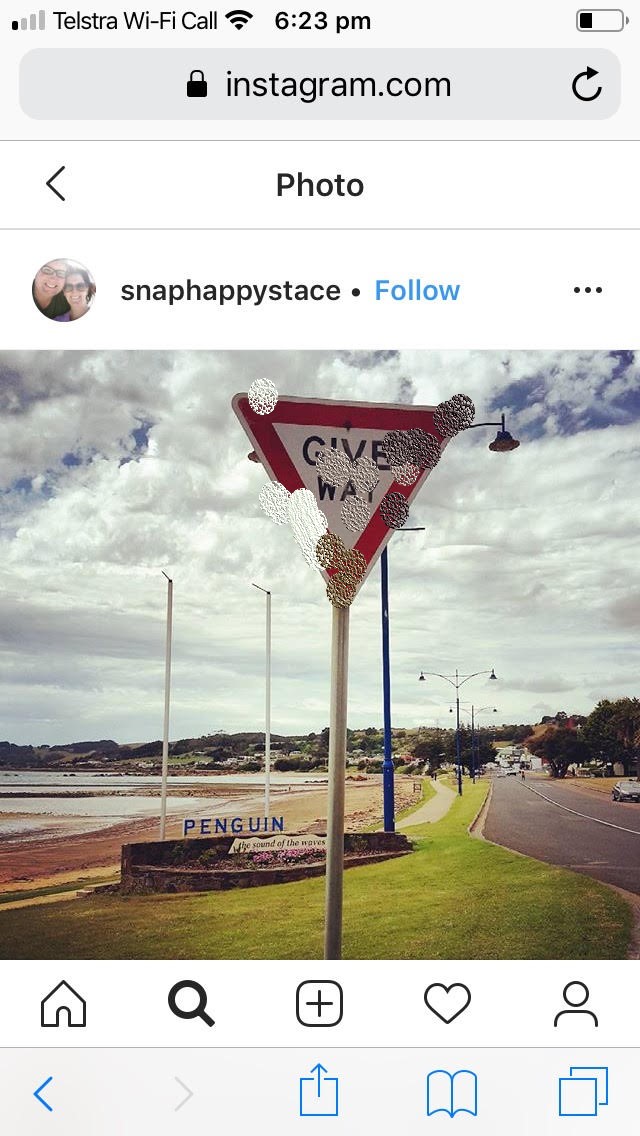 Telstra Wi-Fi Call 6:23 pm
instagram.com
Photo
snaphappystace • Follow
GIVE
WAY
PENGUIN
the sound of the waves